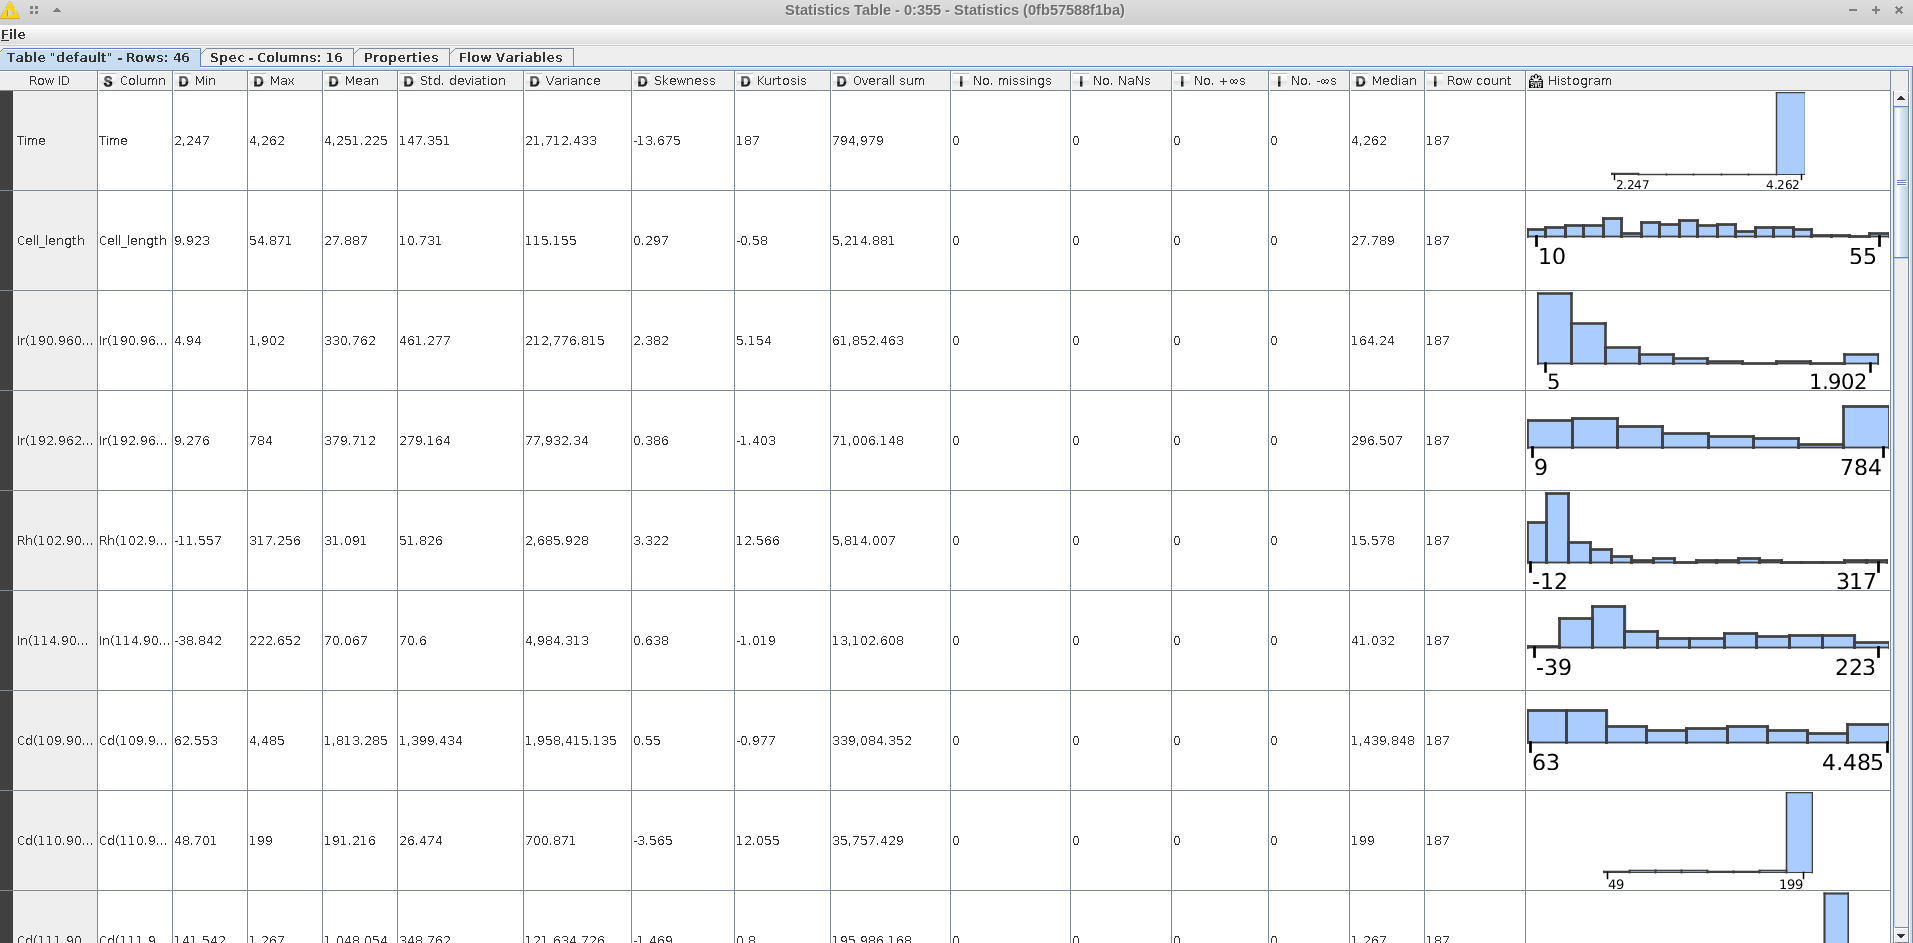 Statistics Table - 0:355 - Statistics (0fb57588f1ba)
File
Table "default" - Rows: 46 Spec - Columns: 16 Properties Flow Variables
Row ID S Column D Min D Max D Mean D Std. deviation D Variance D Skewness D Kurtosis D Overall sum I No. missings I No. NaNs I No. +∞s I No. -∞s D Median I Row count Histogram
Time Time 2,247 4,262 4,251.225 147.351 21,712.433 -13.675 187 794,979 0 0 0 0 4,262 187
2.247 4.262
Cell_length Cell_length 9.923 54.871 27.887 10.731 115.155 0.297 -0.58 5,214.881 0 0 0 0 27.789 187
10 55
Ir(190.960... Ir(190.96... 4.94 1,902 330.762 461.277 212,776.815 2.382 5.154 61,852.463 0 0 0 0 164.24 187
5 1.902
Ir(192.962... Ir(192.96... 9.276 784 379.712 279.164 77,932.34 0.386 -1.403 71,006.148 0 0 0 0 296.507 187
9 784
Rh(102.90... Rh(102.9... -11.557 317.256 31.091 51.826 2,685.928 3.322 12.566 5,814.007 0 0 0 0 15.578 187
-12 317
In(114.90... In(114.90... -38.842 222.652 70.067 70.6 4,984.313 0.638 -1.019 13,102.608 0 0 0 0 41.032 187
-39 223
Cd(109.90... Cd(109.9... 62.553 4,485 1,813.285 1,399.434 1,958,415.135 0.55 -0.977 339,084.352 0 0 0 0 1,439.848 187
63 4.485
Cd(110.90... Cd(110.9... 48.701 199 191.216 26.474 700.871 -3.565 12.055 35,757.429 0 0 0 0 199 187
49 199
Cd(111.90... Cd(111.9... 141.542 1,267 1,048.054 348.762 121,634.726 -1.469 0.8 195,986.168 0 0 0 0 1,267 187